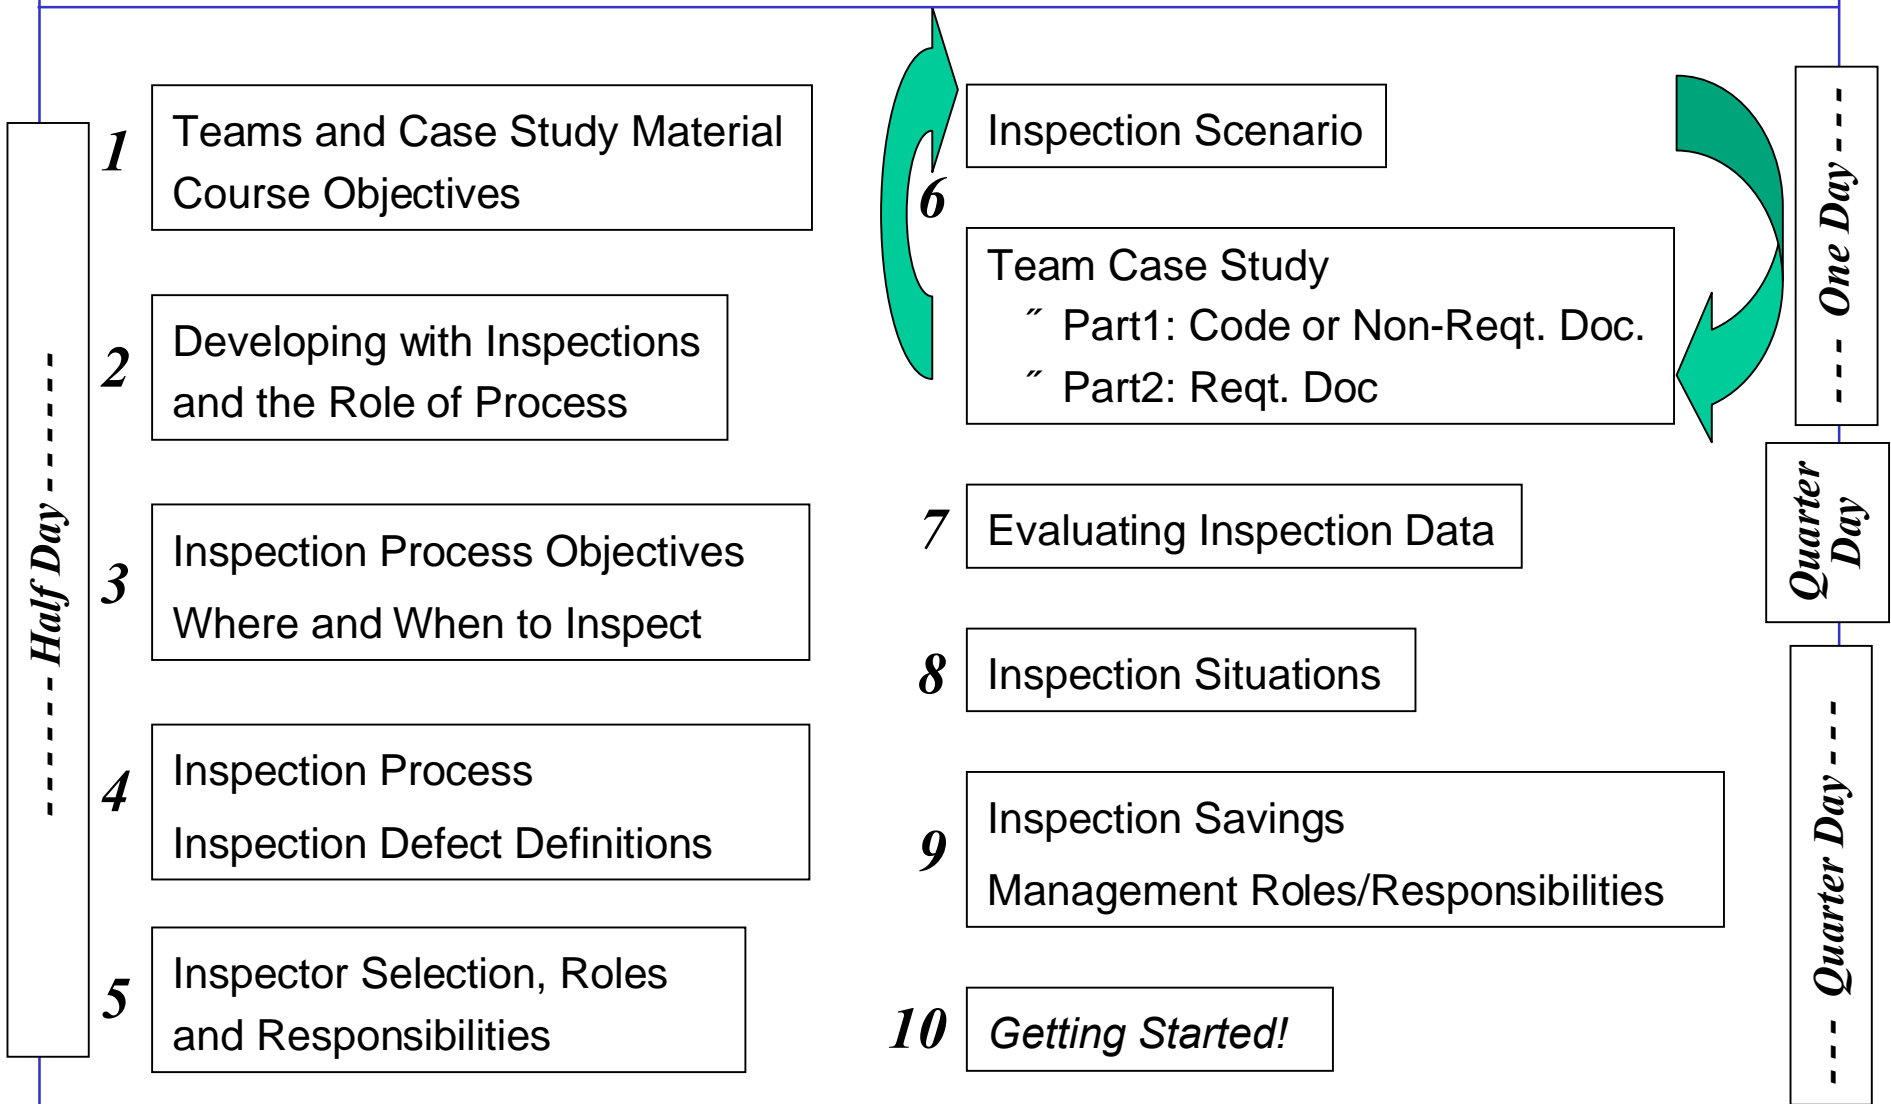 ------ Half Day -------
1
Teams and Case Study Material
Course Objectives
2
Developing with Inspections
and the Role of Process
3
Inspection Process Objectives
Where and When to Inspect
4
Inspection Process
Inspection Defect Definitions
5
Inspector Selection, Roles
and Responsibilities
6
Inspection Scenario
Team Case Study
˝ Part1: Code or Non-Reqt. Doc.
˝ Part2: Reqt. Doc
7
Evaluating Inspection Data
8
Inspection Situations
9
Inspection Savings
Management Roles/Responsibilities
10
Getting Started!
--- One Day ----
Quarter
Day
---- Quarter Day ----